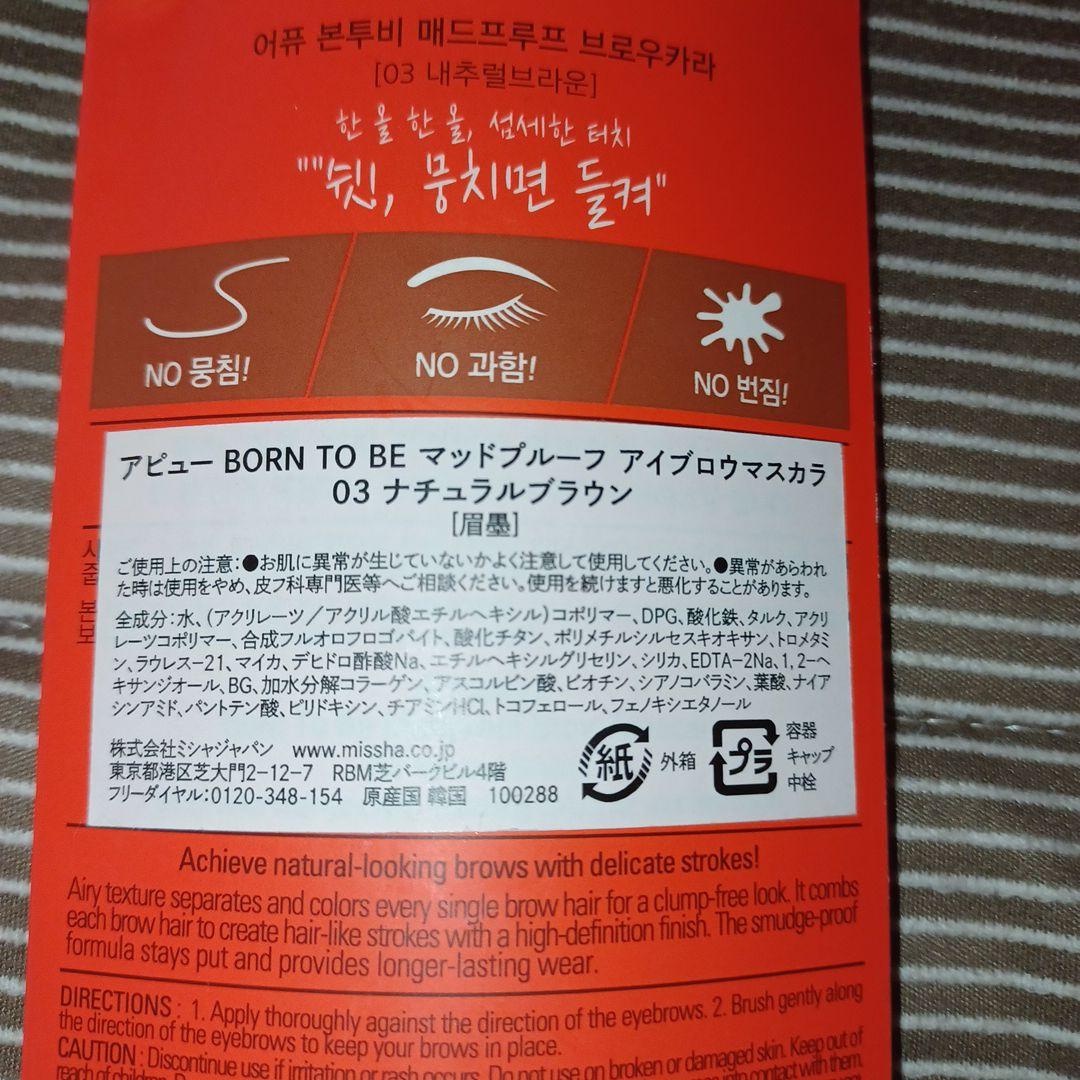 어퓨 본투비 매드프루프 브로우카라
[03 내추럴브라운]
한 올 한 올, 섬세한 터치
""쉿!, 뭉치면 들켜"
NO 뭉침!
NO 과함!
NO 번짐!
アピュー BORN TO BE マッドプルーフ アイブロウマスカラ
03 ナチュラルブラウン
[眉墨]
ご使用上の注意:●お肌に異常が生じていないかよく注意して使用してください。●異常があらわれ
た時は使用をやめ、皮フ科専門医等へご相談ください。使用を続けますと悪化することがあります。
全成分:水、(アクリレーツ/アクリル酸エチルヘキシル)コポリマー、DPG、酸化鉄、タルク、アクリ
レーツコポリマー、合成フルオロフロゴパイト、酸化チタン、ポリメチルシルセスキオキサン、トロメタミ
ン、ラウレス-21、マイカ、デヒドロ酢酸Na、エチルヘキシルグリセリン、シリカ、EDTA-2Na、1,2-ヘ
キサンジオール、BG、加水分解コラーゲン、アスコルビン酸、ビオチン、シアノコバラミン、葉酸、ナイア
シンアミド、パントテン酸、ピリドキシン、チアミンHCl、トコフェロール、フェノキシエタノール
株式会社ミシャジャパン www.missha.co.jp
東京都港区芝大門2-12-7 RBM芝パークビル4階
フリーダイヤル:0120-348-154 原産国 韓国 100288
紙 外箱
プラ 容器
キャップ
中栓
Achieve natural-looking brows with delicate strokes!
Airy texture separates and colors every single brow hair for a clump-free look. It combs
each brow hair to create hair-like strokes with a high-definition finish. The smudge-proof
formula stays put and provides longer-lasting wear.
DIRECTIONS : 1. Apply thoroughly against the direction of the eyebrows. 2. Brush gently along
the direction of the eyebrows to keep your brows in place.
CAUTION : Discontinue use if irritation or rash occurs. Do not use on broken or damaged skin. Keep out of
reach of children.